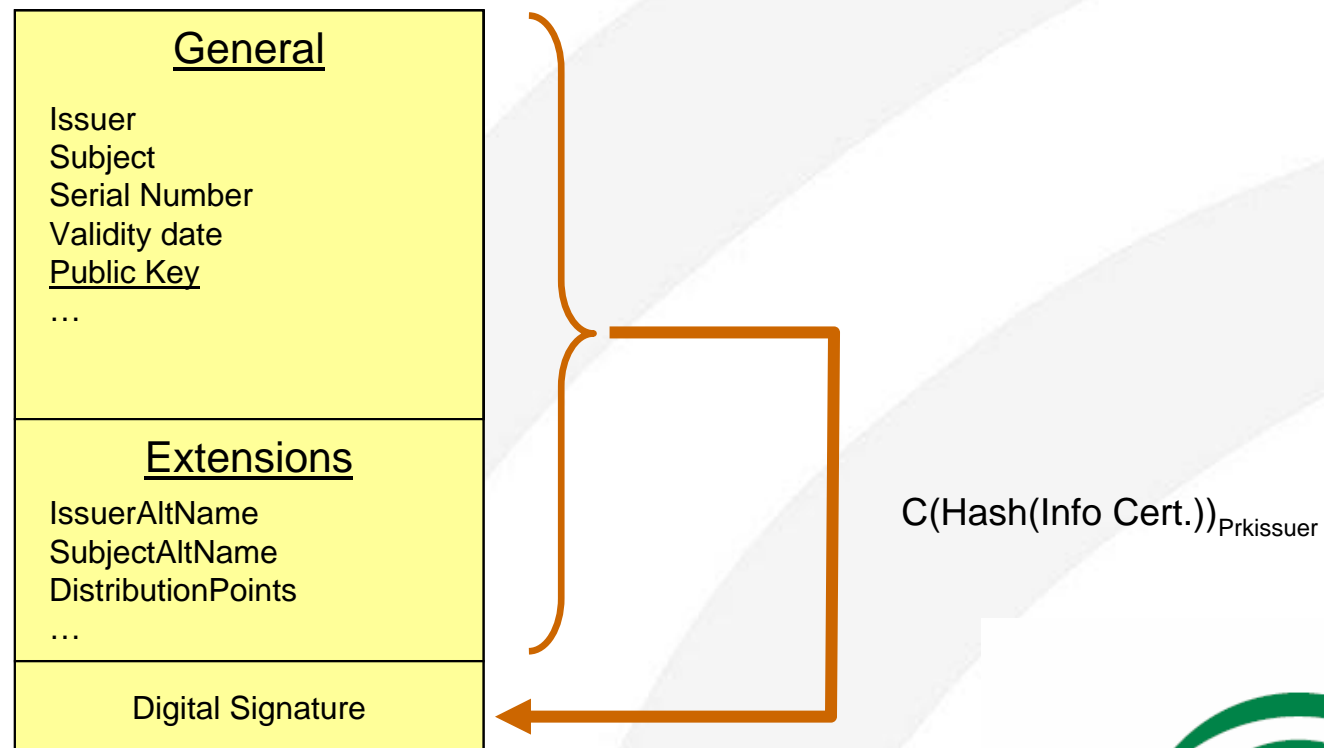 General
Issuer
Subject
Serial Number
Validity date
Public Key
…
Extensions
IssuerAltName
SubjectAltName
DistributionPoints
…
Digital Signature
C(Hash(Info Cert.))Prkissuer